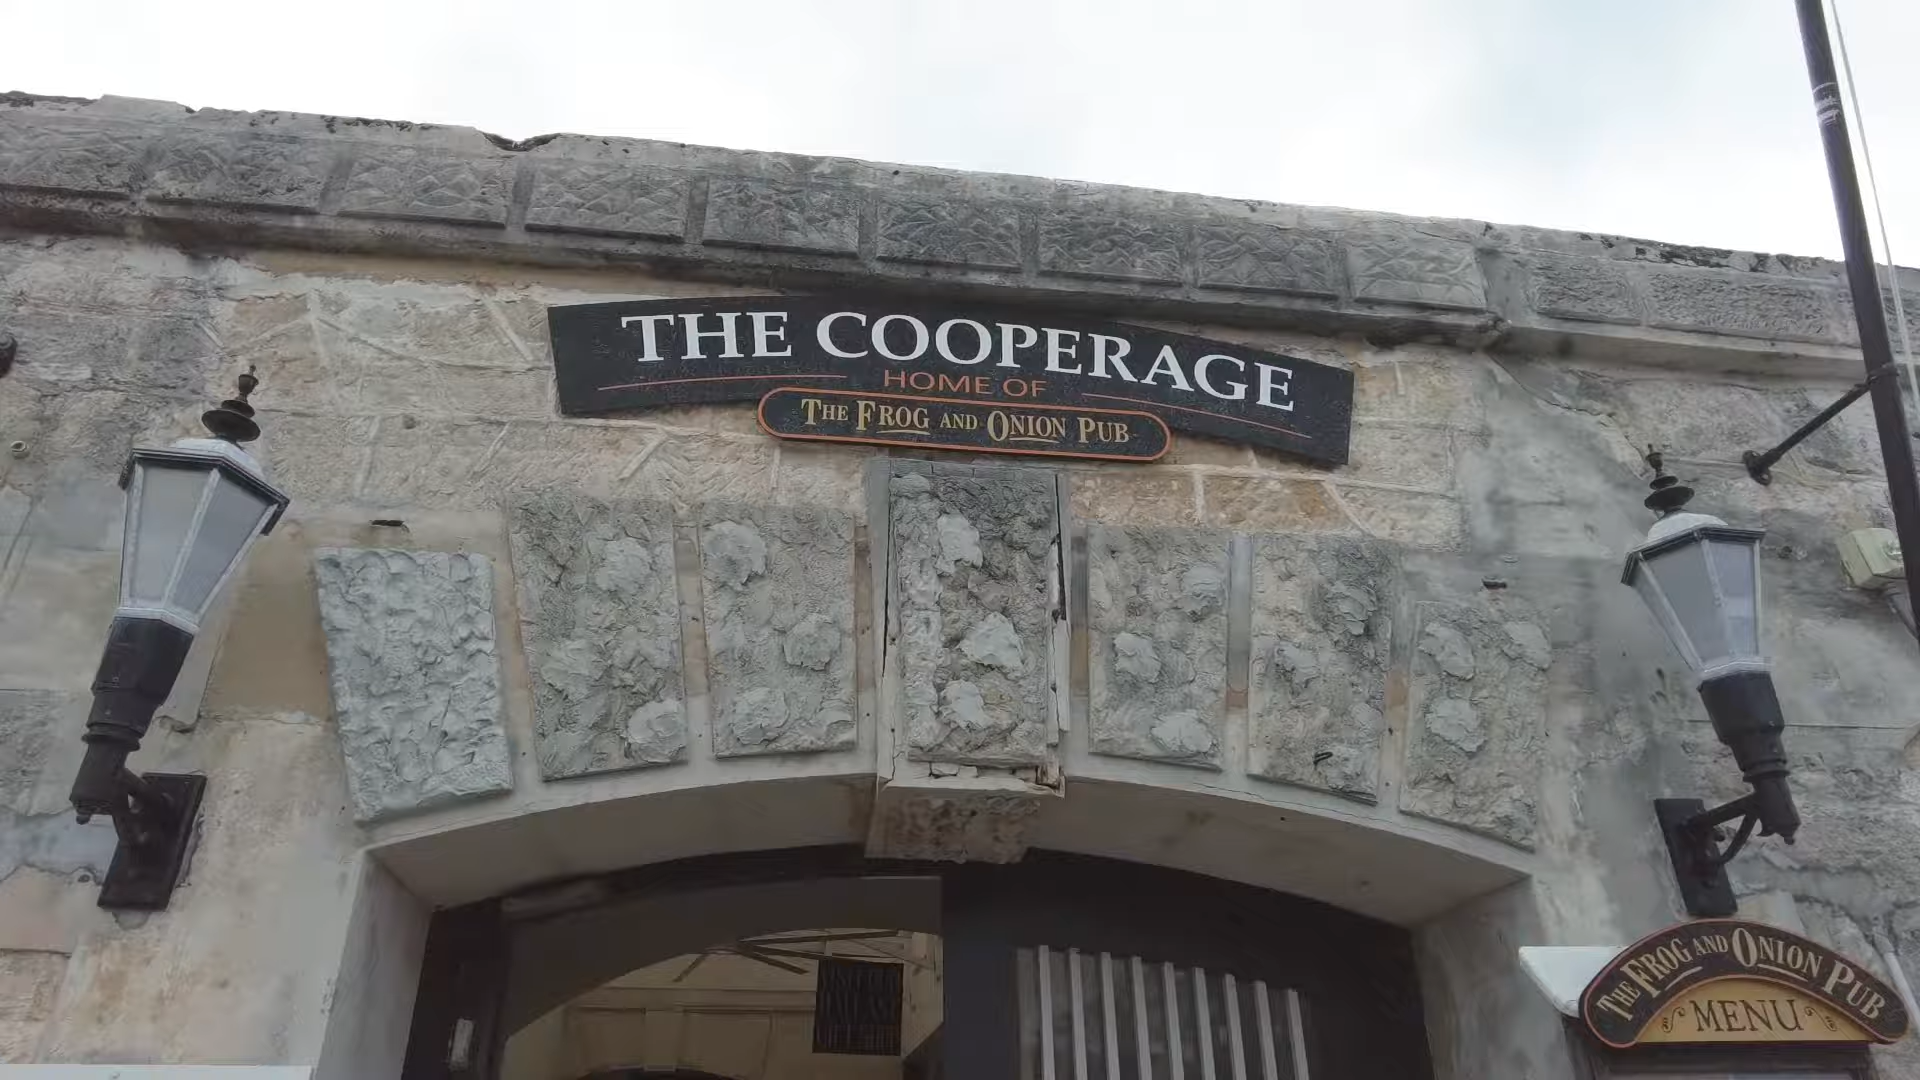 THE COOPERAGE
HOME OF
THE FROG AND ONION PUB
THE FROG AND ONION PUB
MENU